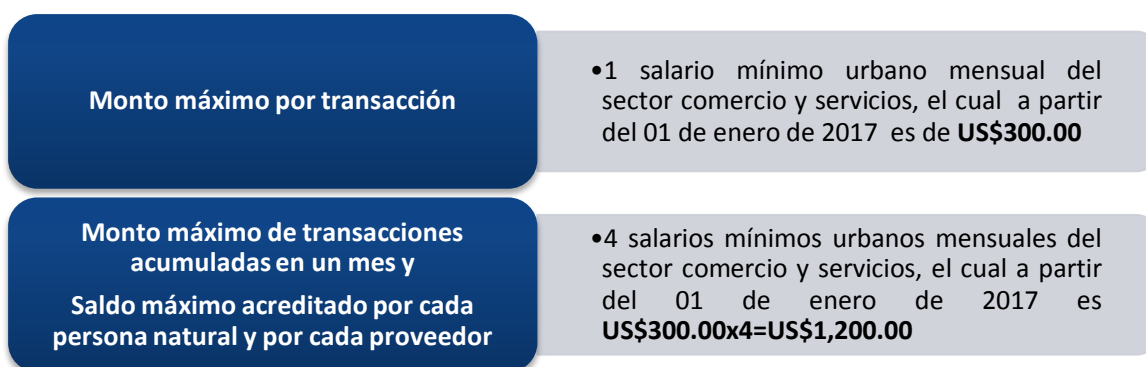 Monto máximo por transacción
•1 salario mínimo urbano mensual del
sector comercio y servicios, el cual a partir
del 01 de enero de 2017 es de US$300.00
Monto máximo de transacciones
acumuladas en un mes y
Saldo máximo acreditado por cada
persona natural y por cada proveedor
•4 salarios mínimos urbanos mensuales del
sector comercio y servicios, el cual a partir
del 01 de enero de 2017 es
US$300.00x4=US$1,200.00